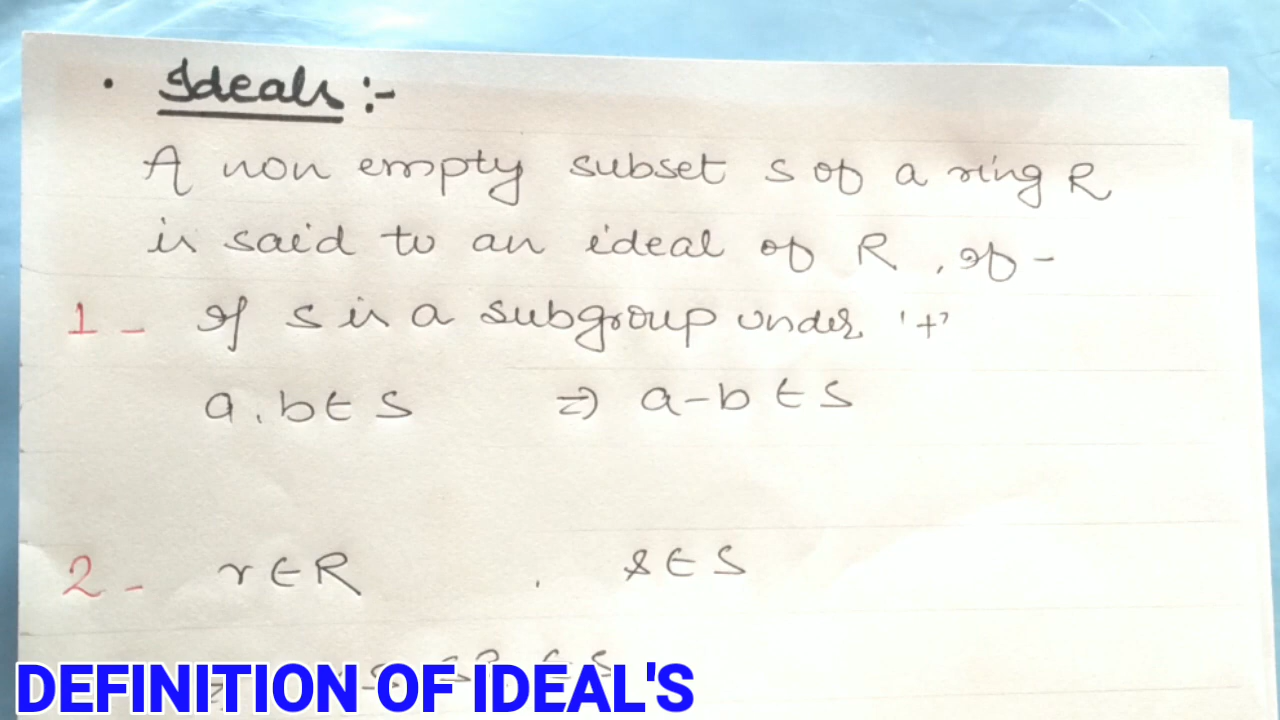 • Ideals :-
A non empty subset S of a ring R
is said to an ideal of R, if -
1 - If S is a subgroup under '+'
a, b ∈ S ⇒ a-b ∈ S
2 - r ∈ R , s ∈ S
∈ S
DEFINITION OF IDEAL'S